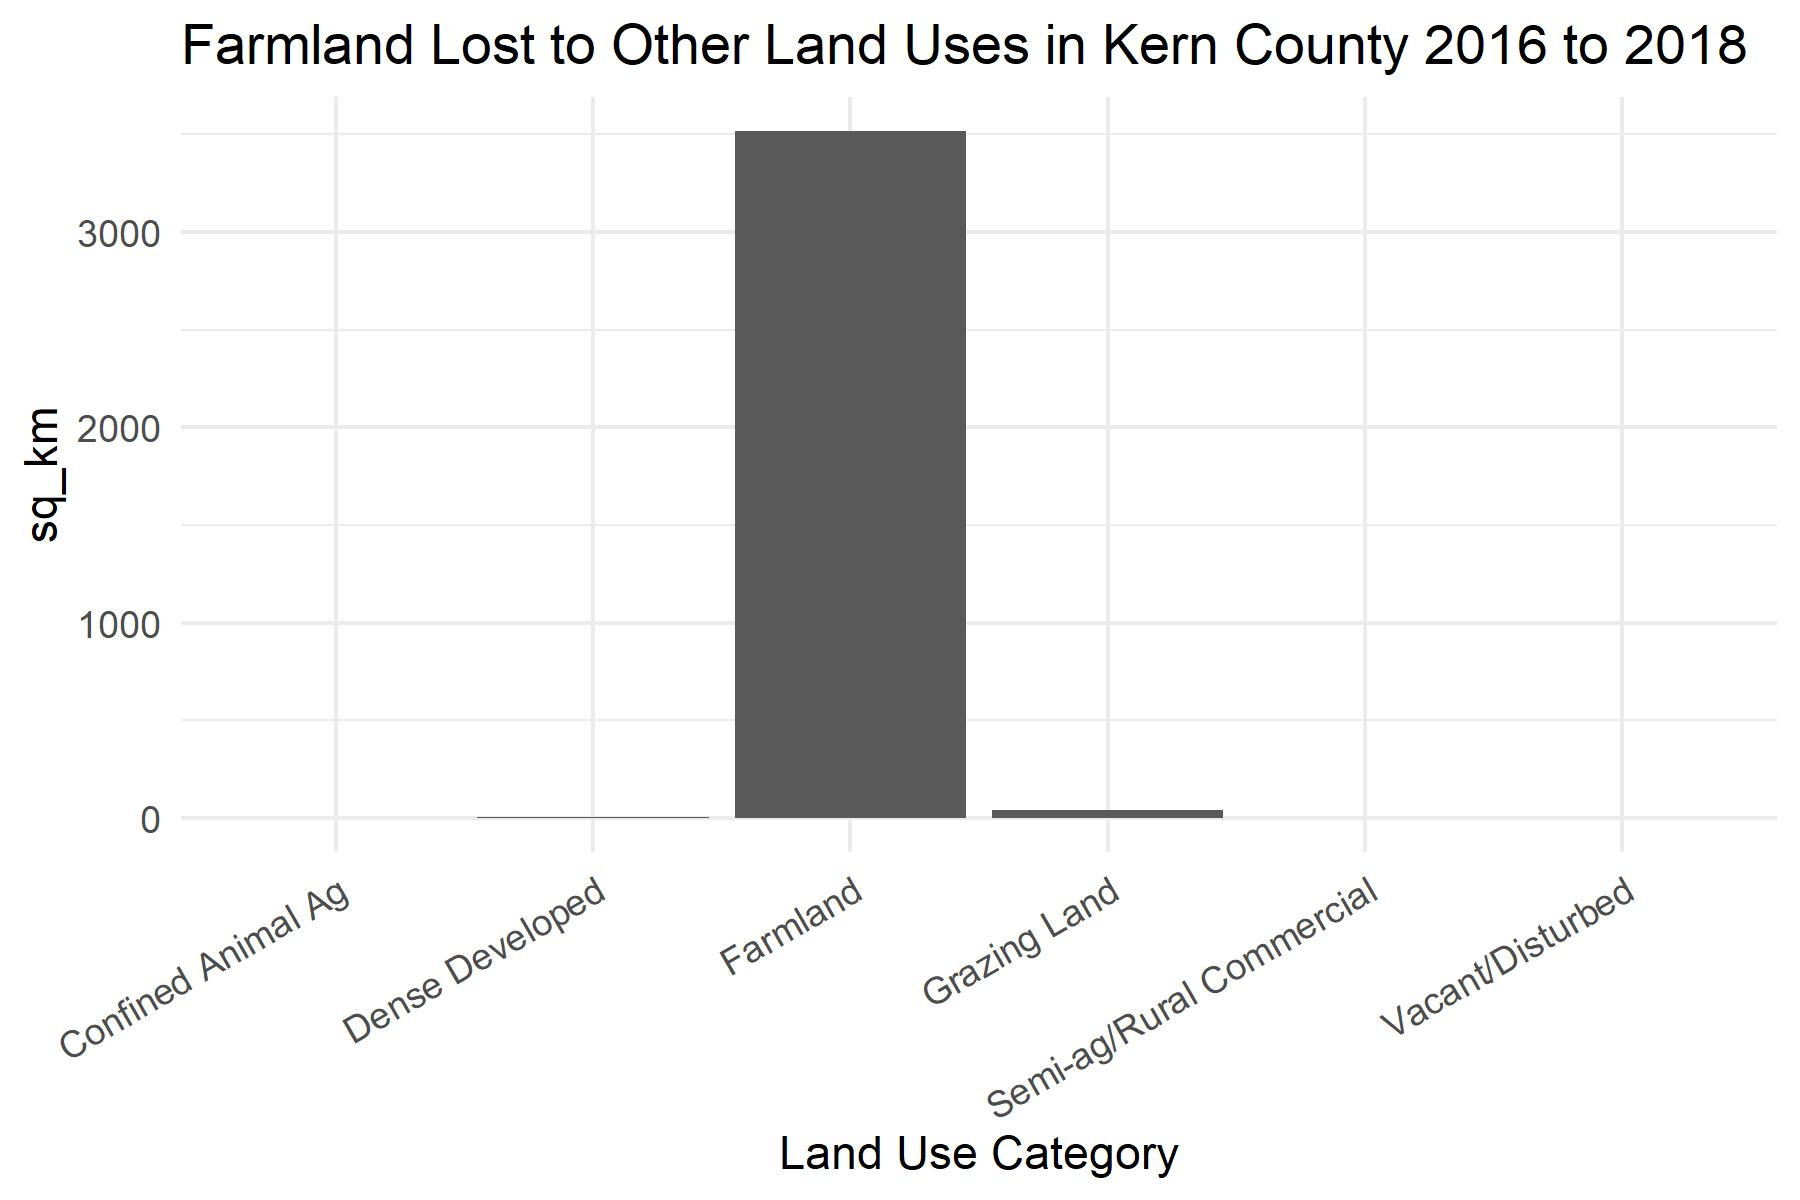 Farmland Lost to Other Land Uses in Kern County 2016 to 2018
sq_km
3000
2000
1000
0
Confined Animal Ag
Dense Developed
Farmland
Grazing Land
Semi-ag/Rural Commercial
Vacant/Disturbed
Land Use Category